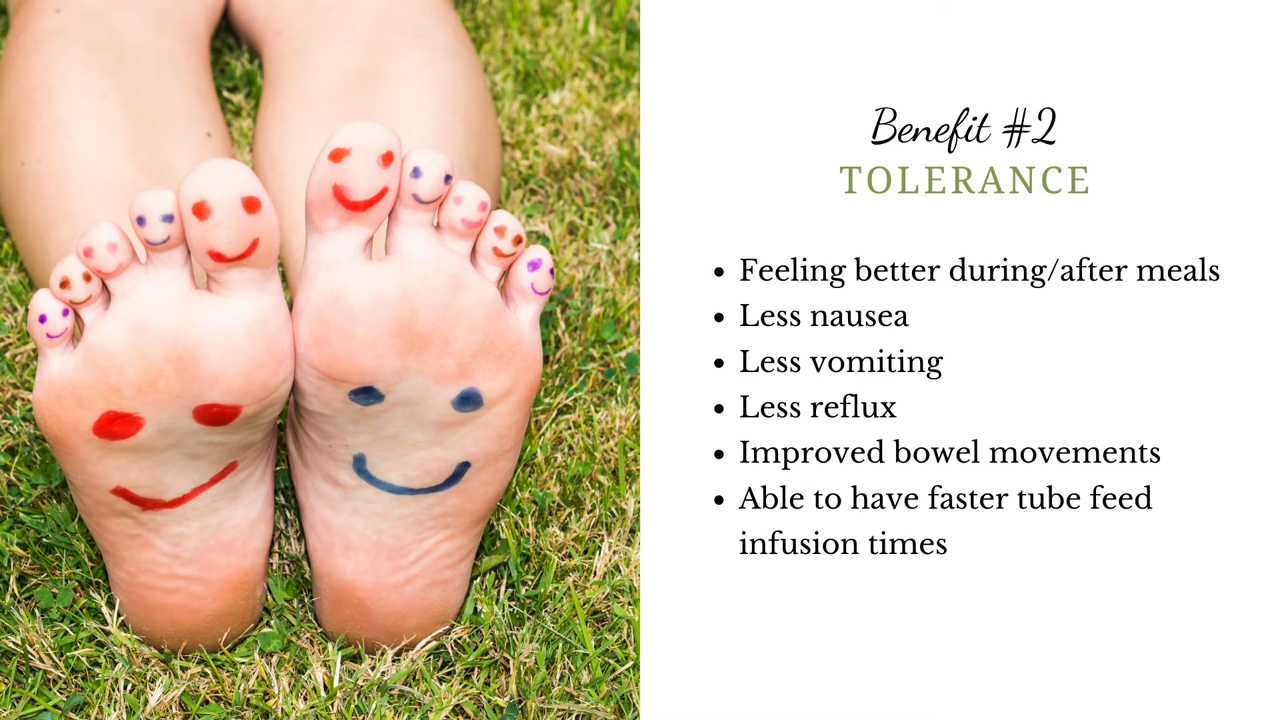 Benefit #2
TOLERANCE
• Feeling better during/after meals
• Less nausea
• Less vomiting
• Less reflux
• Improved bowel movements
• Able to have faster tube feed
infusion times